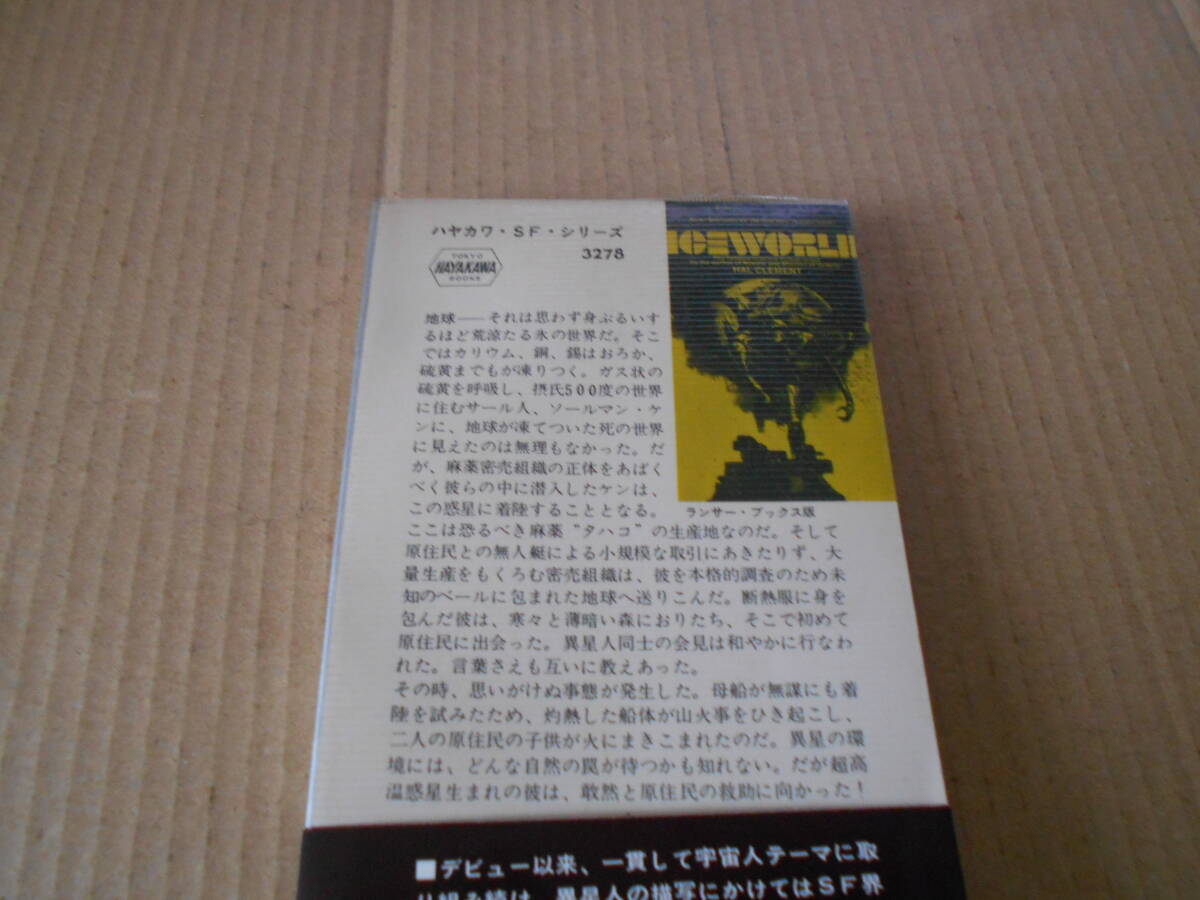 ハヤカワ・SF・シリーズ
3278
TOKYO
HAYAKAWA
BOOKS
ICEWORLD
HAL CLEMENT
地球——それは思わず身ぶるいす
るほど荒涼たる氷の世界だ。そこ
ではカリウム、鋼、錫はおろか、
硫黄までもが凍りつく。ガス状の
硫黄を呼吸し、摂氏500度の世界
に住むサール人、ソールマン・ケ
ンに、地球が凍てついた死の世界
に見えたのは無理もなかった。だ
が、麻薬密売組織の正体をあばく
べく彼らの中に潜入したケンは、
この惑星に着陸することとなる。
ランサー・ブックス版
ここは恐るべき麻薬“タハコ”の生産地なのだ。そして
原住民との無人艇による小規模な取引にあきたりず、大
量生産をもくろむ密売組織は、彼を本格的調査のため未
知のベールに包まれた地球へ送りこんだ。断熱服に身を
包んだ彼は、寒々と薄暗い森におりたち、そこで初めて
原住民に出会った。異星人同士の会見は和やかに行なわ
れた。言葉さえも互いに教えあった。
その時、思いがけぬ事態が発生した。母船が無謀にも着
陸を試みたため、灼熱した船体が山火事をひき起こし、
二人の原住民の子供が火にまきこまれたのだ。異星の環
境には、どんな自然の罠が待つかも知れない。だが超高
温惑星生まれの彼は、敢然と原住民の救助に向かった！
■デビュー以来、一貫して宇宙人テーマに取
り組み続け、異星人の描写にかけてはSF界